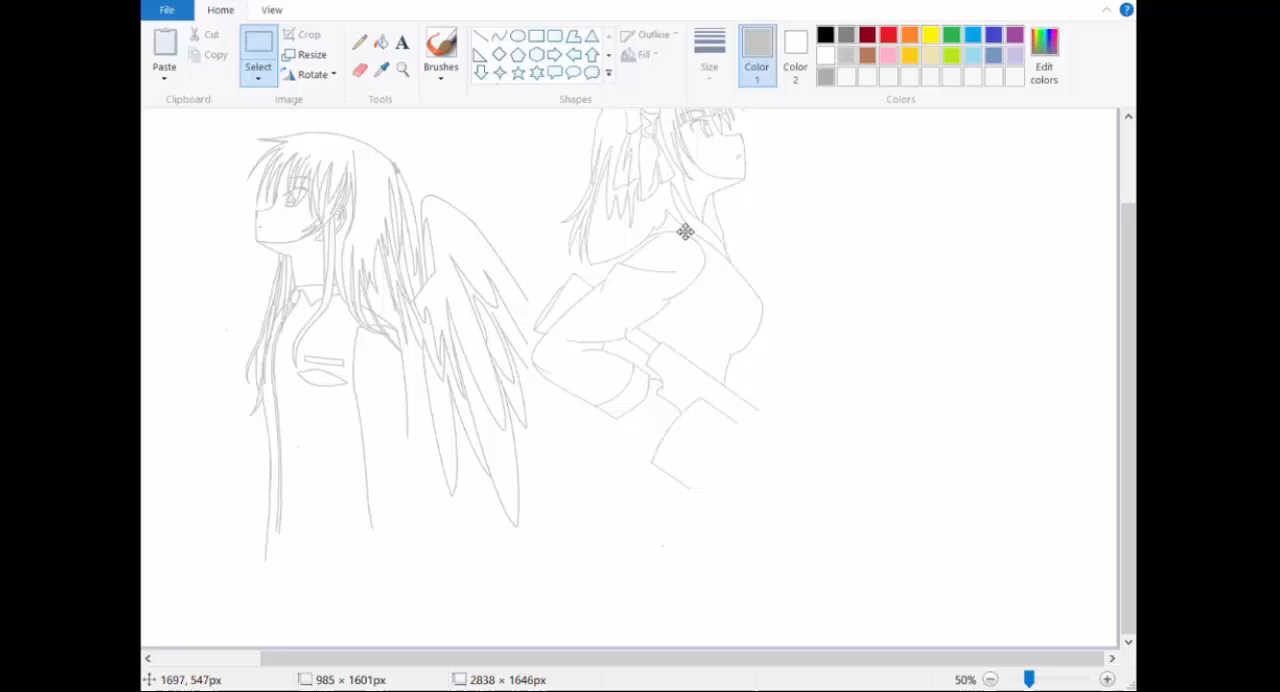 File Home View
Paste
Cut
Copy
Clipboard
Select
Crop
Resize
Rotate
Image
A
Tools
Brushes
Outline
Fill
Shapes
Size
Color
1
Color
2
Edit
colors
Colors
1697, 547px 985 × 1601px 2838 × 1646px 50%